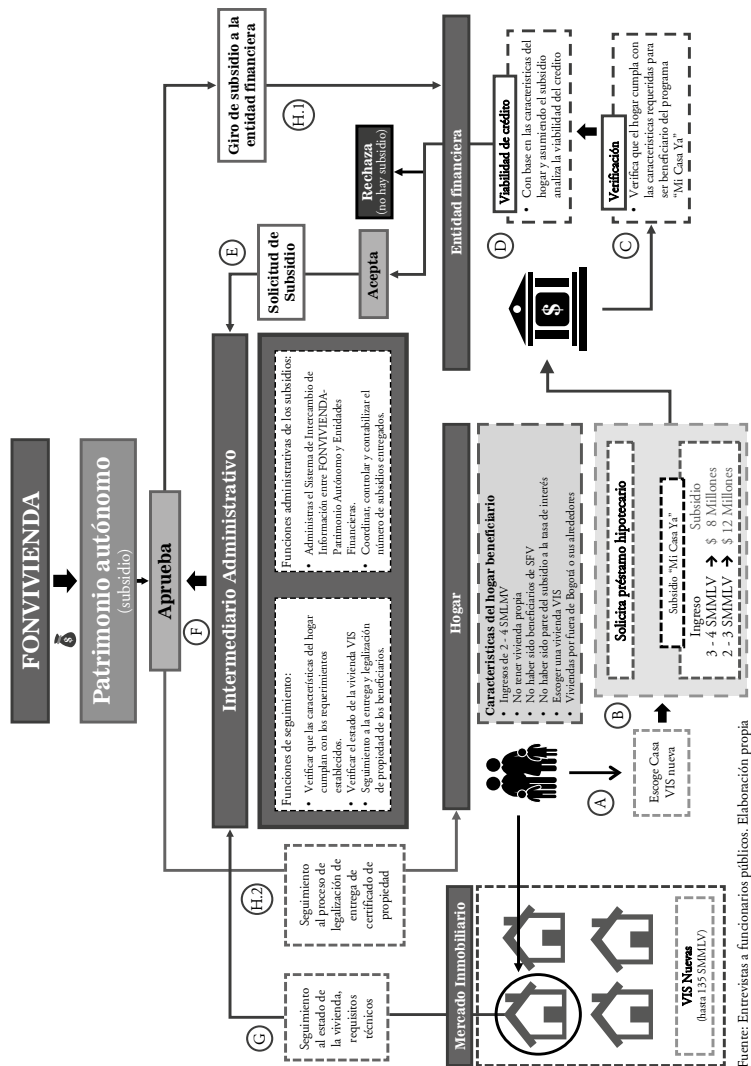 FONVIVIENDA
$
Patrimonio autónomo
(subsidio)
Aprueba
F
Intermediario Administrativo
Funciones de seguimiento:
• Verificar que las características del hogar
cumplan con los requerimientos
establecidos.
• Verificar el estado de la vivienda VIS
• Seguimiento a la entrega y legalización
de propiedad de los beneficiarios.
Funciones administrativas de los subsidios:
• Administras el Sistema de Intercambio de
Información entre FONVIVIENDA-
Patrimonio Autónomo y Entidades
Financieras.
• Coordinar, controlar y contabilizar el
número de subsidios entregados.
G
Seguimiento
al estado de
la vivienda,
requisitos
técnicos
H.2
Seguimiento
al proceso de
legalización de
entrega de
certificado de
propiedad
E
Solicitud de
Subsidio
Acepta
Rechaza
(no hay subsidio)
Giro de subsidio a la
entidad financiera
H.1
Mercado Inmobiliario
VIS Nuevas
(hasta 135 SMMLV)
Hogar
Características del hogar beneficiario
• Ingresos de 2 - 4 SMLMV
• No tener vivienda propia
• No haber sido beneficiarios de SFV
• No haber sido parte del subsidio a la tasa de interés
• Escoger una vivienda VIS
• Viviendas por fuera de Bogotá o sus alrededores
A
Escoge Casa
VIS nueva
B
Solicita préstamo hipotecario
Subsidio "Mi Casa Ya"
Ingreso Subsidio
3 - 4 SMMLV → $ 8 Millones
2 - 3 SMMLV → $ 12 Millones
Entidad financiera
$
D
Viabilidad de crédito
• Con base en las características del
hogar y asumiendo el subsidio
analiza la viabilidad del credito
C
Verificación
• Verifica que el hogar cumpla con
las características requeridas para
ser beneficiario del programa
"Mi Casa Ya"
Fuente: Entrevistas a funcionarios públicos. Elaboración propia